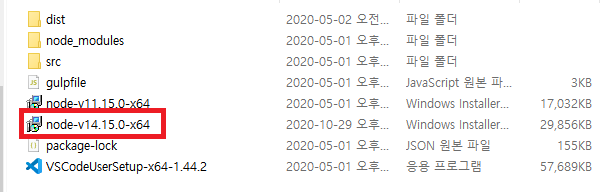 dist 2020-05-02 오전... 파일 폴더
node_modules 2020-05-01 오후... 파일 폴더
src 2020-05-01 오후... 파일 폴더
gulpfile 2020-05-01 오후... JavaScript 원본 파... 3KB
node-v11.15.0-x64 2020-05-01 오후... Windows Installer... 17,032KB
node-v14.15.0-x64 2020-10-29 오후... Windows Installer... 29,856KB
package-lock 2020-05-01 오후... JSON 원본 파일 155KB
VSCodeUserSetup-x64-1.44.2 2020-05-01 오후... 응용 프로그램 57,689KB